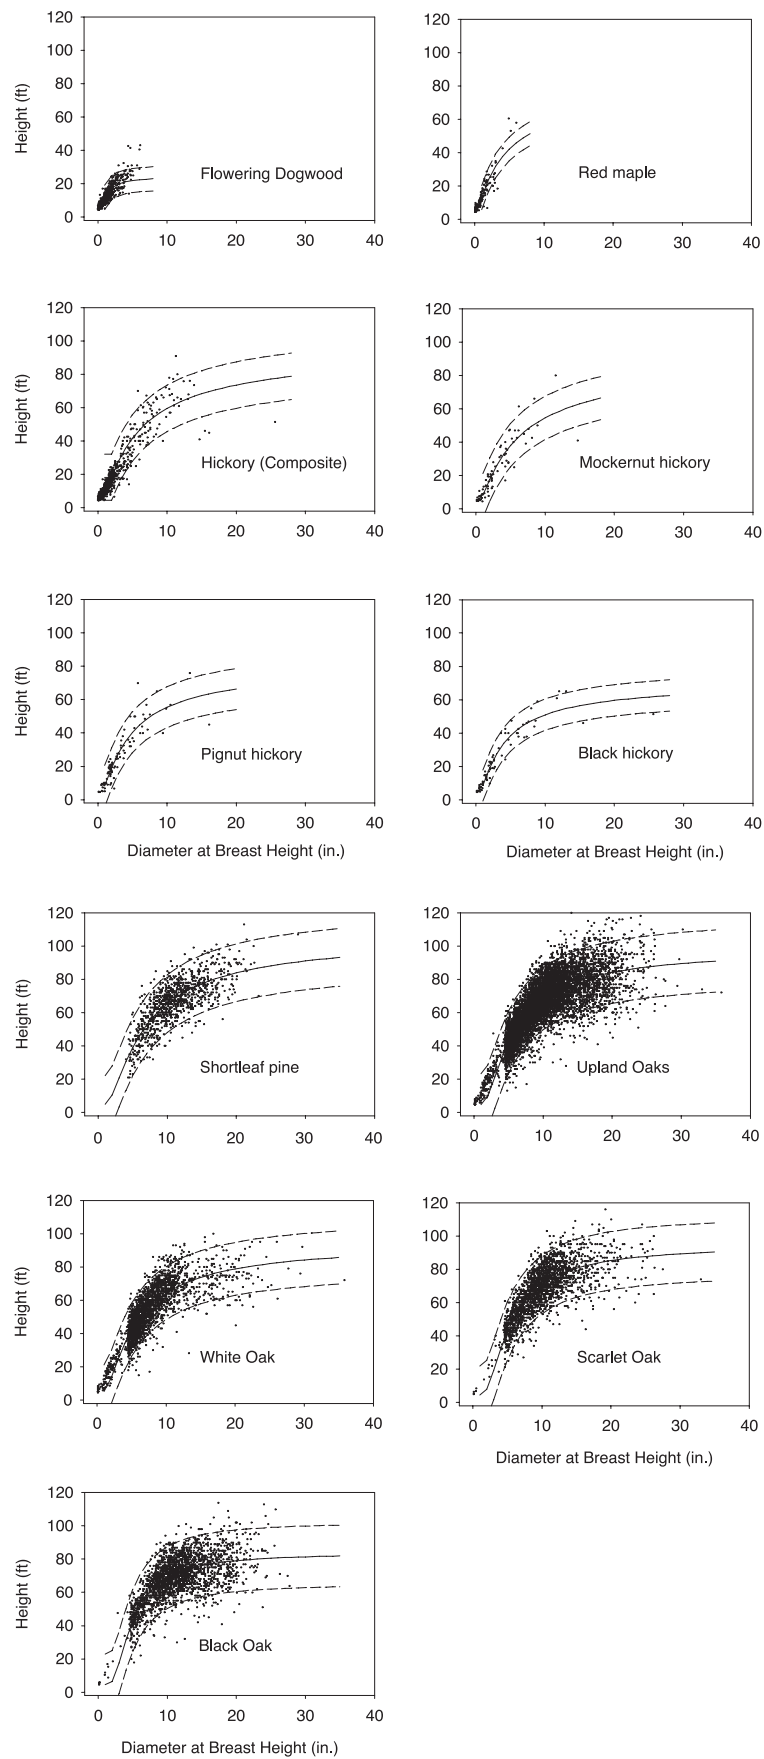 Height (ft)
120
100
80
60
40
20
0
Flowering Dogwood
0 10 20 30 40
120
100
80
60
40
20
0
Red maple
0 10 20 30 40
Height (ft)
120
100
80
60
40
20
0
Hickory (Composite)
0 10 20 30 40
120
100
80
60
40
20
0
Mockernut hickory
0 10 20 30 40
Height (ft)
120
100
80
60
40
20
0
Pignut hickory
0 10 20 30 40
Diameter at Breast Height (in.)
120
100
80
60
40
20
0
Black hickory
0 10 20 30 40
Diameter at Breast Height (in.)
Height (ft)
120
100
80
60
40
20
0
Shortleaf pine
0 10 20 30 40
120
100
80
60
40
20
0
Upland Oaks
0 10 20 30 40
Height (ft)
120
100
80
60
40
20
0
White Oak
0 10 20 30 40
120
100
80
60
40
20
0
Scarlet Oak
0 10 20 30 40
Diameter at Breast Height (in.)
Height (ft)
120
100
80
60
40
20
0
Black Oak
0 10 20 30 40
Diameter at Breast Height (in.)